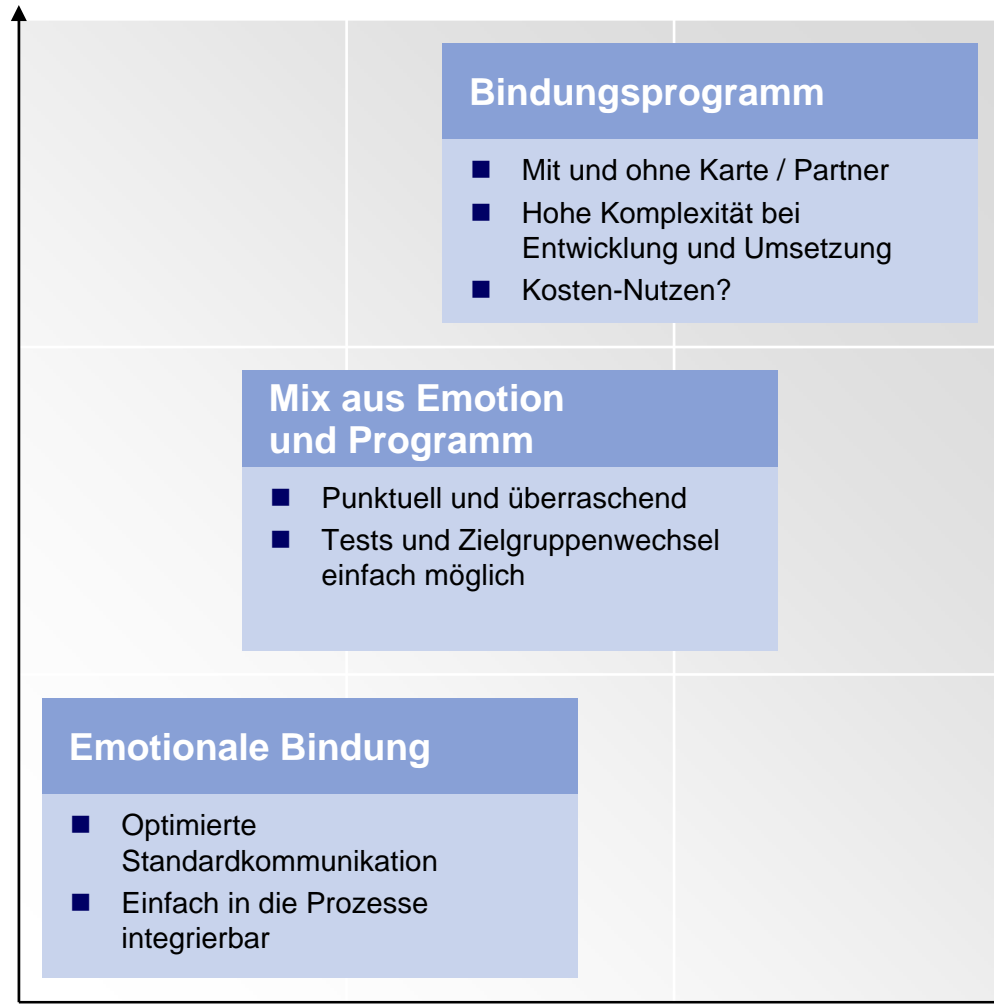 Bindungsprogramm
Mit und ohne Karte / Partner
Hohe Komplexität bei
Entwicklung und Umsetzung
Kosten-Nutzen?
Mix aus Emotion
und Programm
Punktuell und überraschend
Tests und Zielgruppenwechsel
einfach möglich
Emotionale Bindung
Optimierte
Standardkommunikation
Einfach in die Prozesse
integrierbar